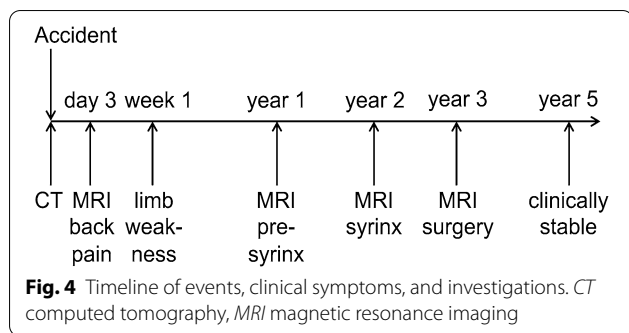 Accident
day 3 week 1 year 1 year 2 year 3 year 5
CT MRI limb MRI MRI MRI clinically
back weak- pre- syrinx surgery stable
pain ness syrinx
Fig. 4 Timeline of events, clinical symptoms, and investigations. CT
computed tomography, MRI magnetic resonance imaging